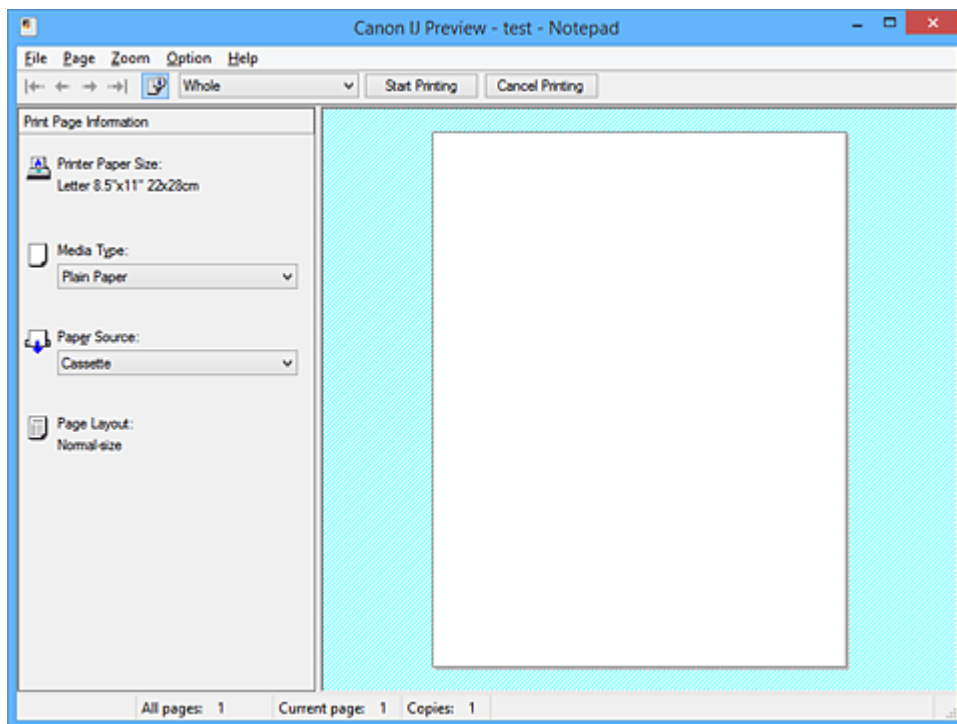 Canon IJ Preview - test - Notepad
File Page Zoom Option Help
Whole Start Printing Cancel Printing
Print Page Information
Printer Paper Size:
Letter 8.5"x11" 22x28cm
Media Type:
Plain Paper
Paper Source:
Cassette
Page Layout:
Normal-size
All pages: 1 Current page: 1 Copies: 1